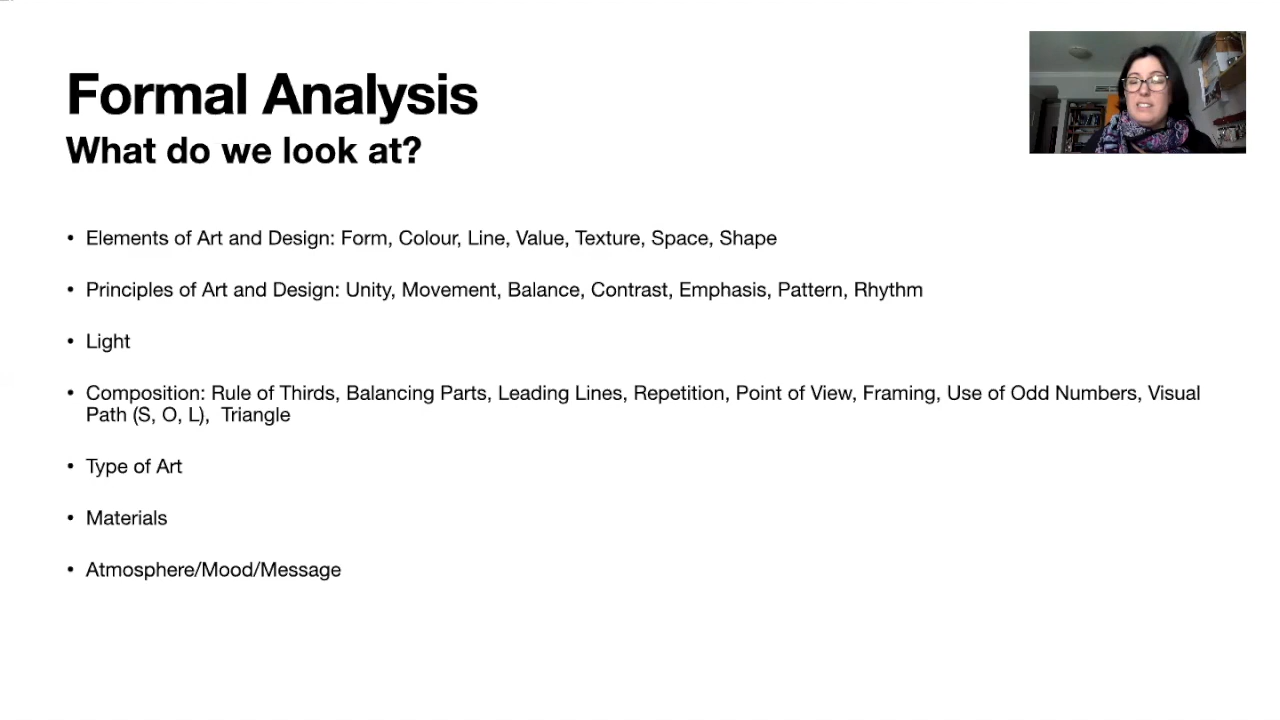 Formal Analysis
What do we look at?
• Elements of Art and Design: Form, Colour, Line, Value, Texture, Space, Shape
• Principles of Art and Design: Unity, Movement, Balance, Contrast, Emphasis, Pattern, Rhythm
• Light
• Composition: Rule of Thirds, Balancing Parts, Leading Lines, Repetition, Point of View, Framing, Use of Odd Numbers, Visual
Path (S, O, L), Triangle
• Type of Art
• Materials
• Atmosphere/Mood/Message